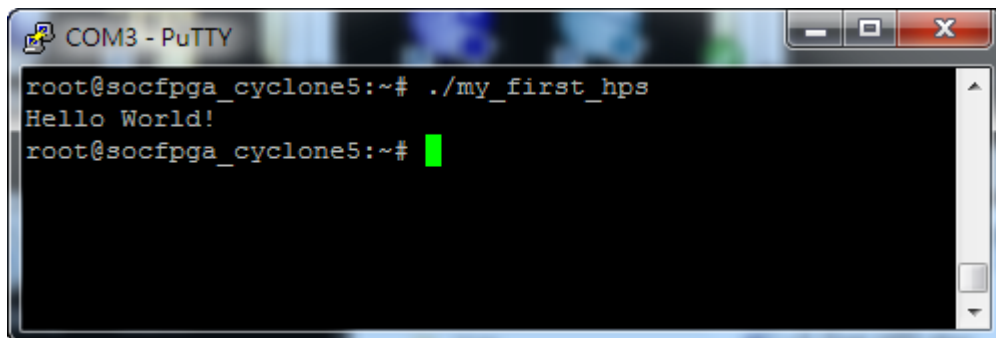 COM3 - PuTTY
root@socfpga_cyclone5:~# ./my_first_hps
Hello World!
root@socfpga_cyclone5:~#